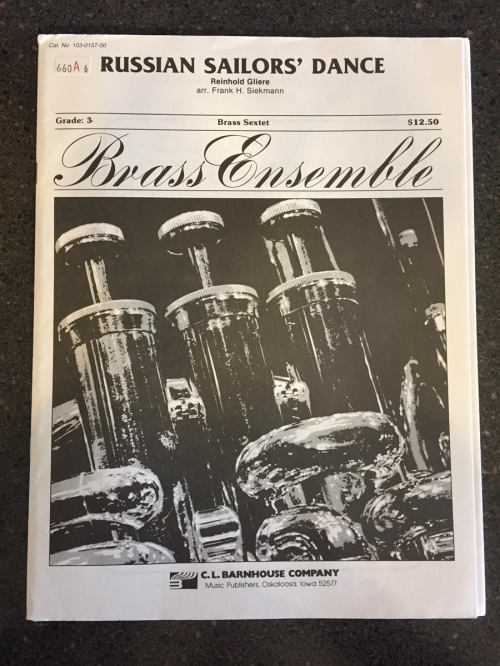 Cat. No. 103-0157-00
660A 6
RUSSIAN SAILORS' DANCE
Reinhold Gliere
arr. Frank H. Siekmann
Grade: 3
Brass Sextet
$12.50
Brass Ensemble
C.L. BARNHOUSE COMPANY
Music Publishers, Oskaloosa, Iowa 52577